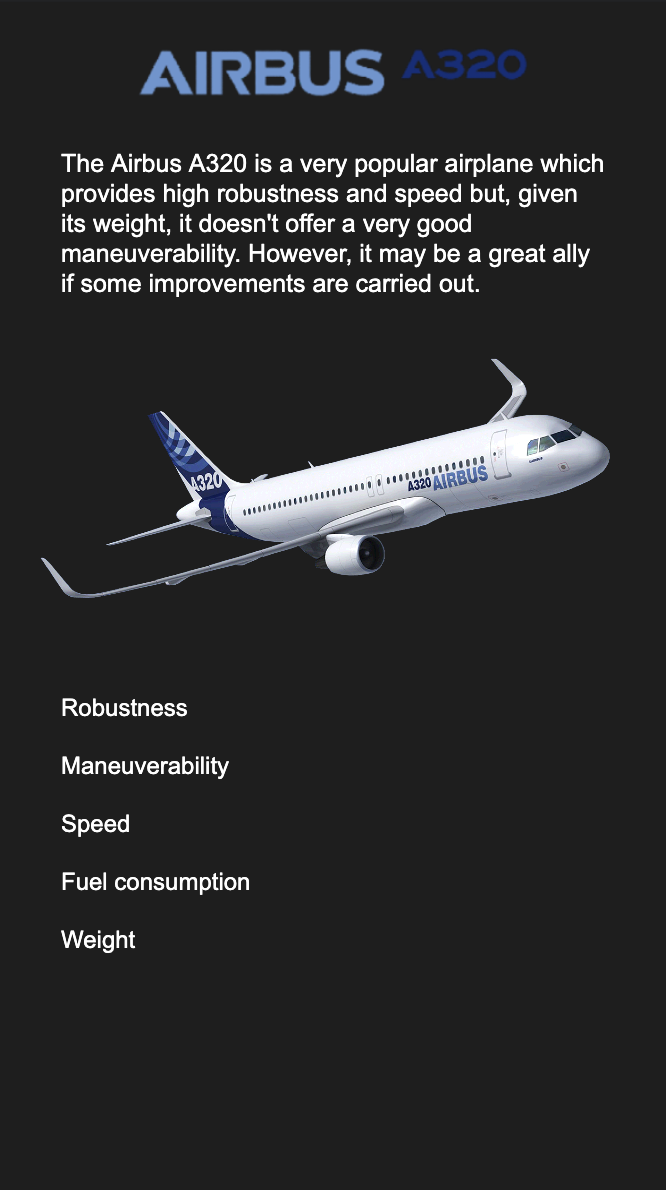 AIRBUS A320
The Airbus A320 is a very popular airplane which
provides high robustness and speed but, given
its weight, it doesn't offer a very good
maneuverability. However, it may be a great ally
if some improvements are carried out.
A320
A320 AIRBUS
Robustness
Maneuverability
Speed
Fuel consumption
Weight